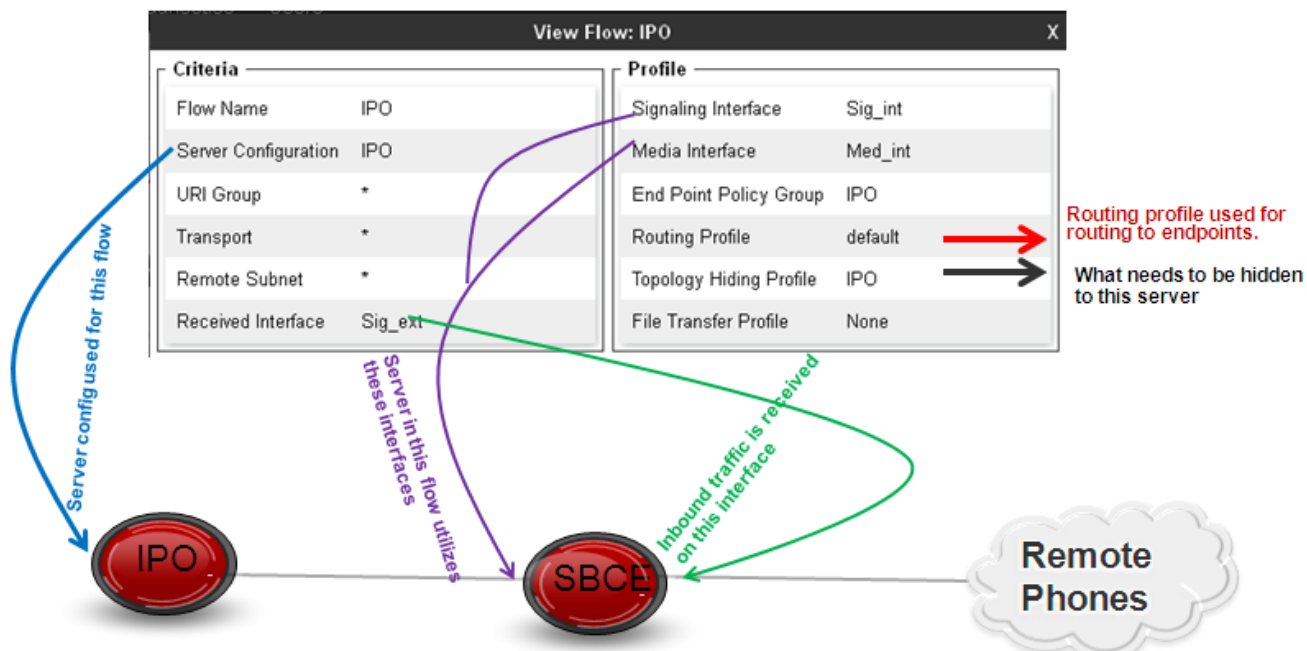 View Flow: IPO X
Criteria
Flow Name IPO
Server Configuration IPO
URI Group *
Transport *
Remote Subnet *
Received Interface Sig_ext
Profile
Signaling Interface Sig_int
Media Interface Med_int
End Point Policy Group IPO
Routing Profile default
Topology Hiding Profile IPO
File Transfer Profile None
Routing profile used for
routing to endpoints.
What needs to be hidden
to this server
Server config used for this flow
Server in this flow utilizes
these interfaces
Inbound traffic is received
on this interface
IPO
SBCE
Remote
Phones